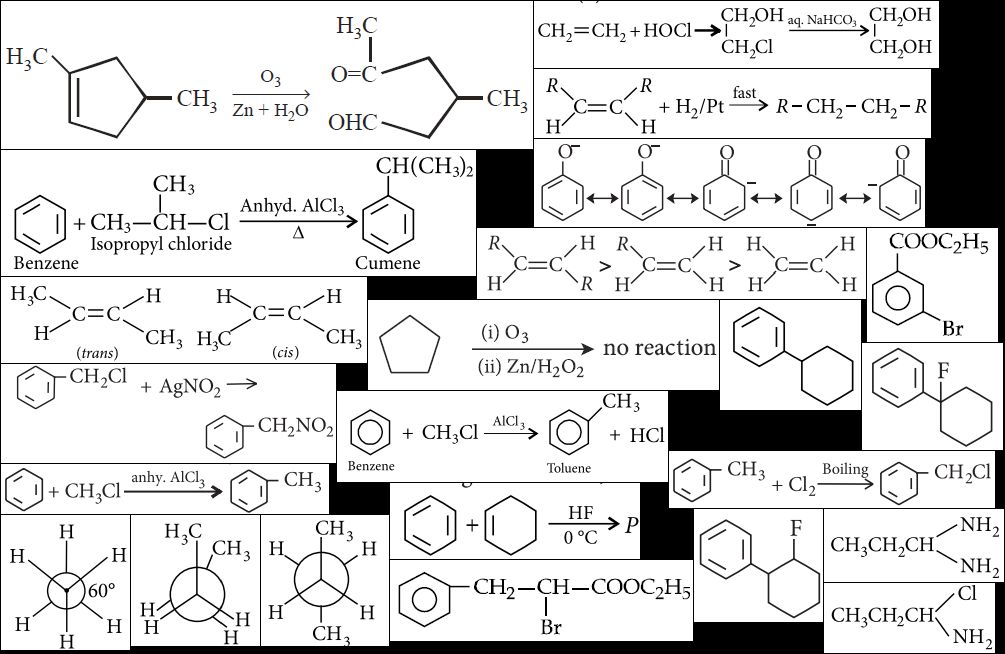 H₃C
CH₃
O₃
Zn + H₂O
H₃C
O=C
CH₃
OHC
CH₂=CH₂ + HOCl → CH₂OH
CH₂Cl
aq. NaHCO₃
CH₂OH
CH₂OH
R R
C=C + H₂/Pt fast → R–CH₂–CH₂–R
H H
O⁻ O⁻ O O O
– – –
CH₃
CH₃–CH–Cl
Isopropyl chloride
+
Benzene
Anhyd. AlCl₃
Δ
CH(CH₃)₂
Cumene
R H R H H H
C=C > C=C > C=C
H R H H H H
COOC₂H₅
Br
H₃C H
C=C
H CH₃
(trans)
H H
C=C
H₃C CH₃
(cis)
(i) O₃
(ii) Zn/H₂O₂
no reaction
F
CH₂Cl
+ AgNO₂ →
CH₂NO₂
+ CH₃Cl AlCl₃ → CH₃
+ HCl
Benzene Toluene
+ CH₃Cl anhy. AlCl₃ → CH₃
CH₃ + Cl₂ Boiling → CH₂Cl
+ HF
0 °C
P
H
H H
60°
H H
H
H₃C
CH₃
H H
H H
CH₃
H H
H H
CH₃
CH₂–CH–COOC₂H₅
Br
F
NH₂
CH₃CH₂CH
NH₂
Cl
CH₃CH₂CH
NH₂